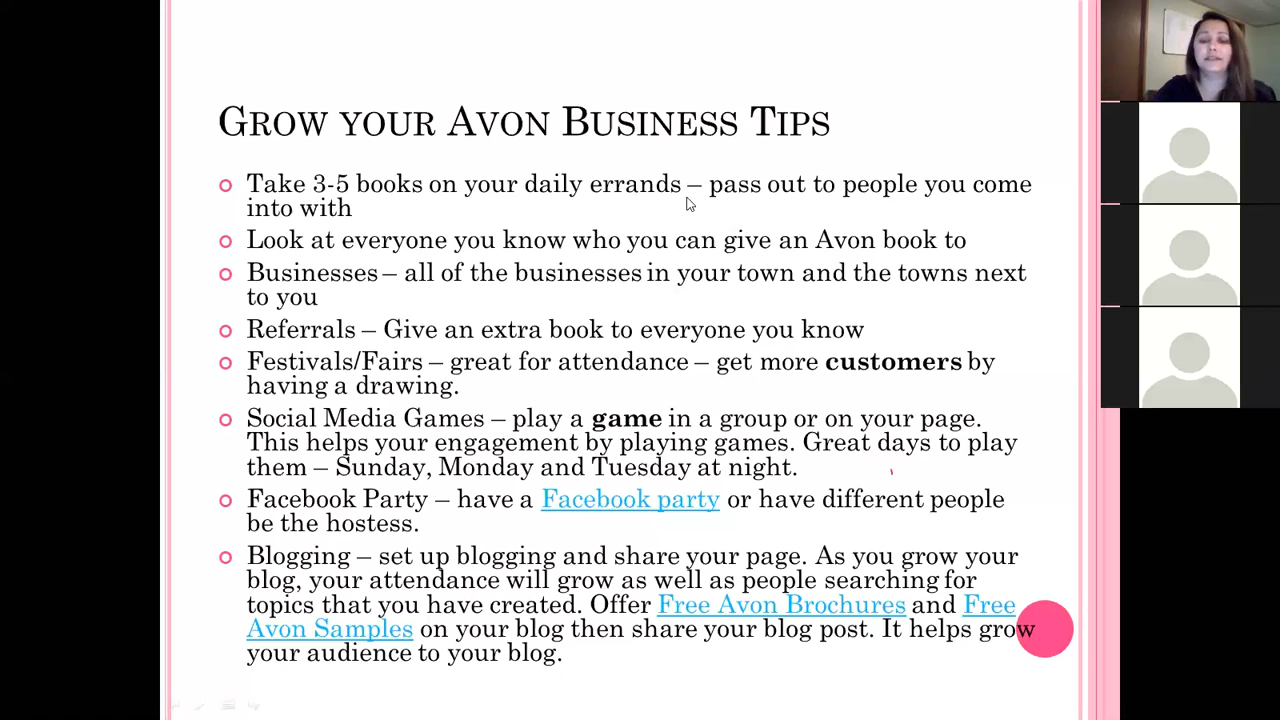 Grow your Avon Business Tips
Take 3-5 books on your daily errands – pass out to people you come
into with
Look at everyone you know who you can give an Avon book to
Businesses – all of the businesses in your town and the towns next
to you
Referrals – Give an extra book to everyone you know
Festivals/Fairs – great for attendance – get more customers by
having a drawing.
Social Media Games – play a game in a group or on your page.
This helps your engagement by playing games. Great days to play
them – Sunday, Monday and Tuesday at night.
Facebook Party – have a Facebook party or have different people
be the hostess.
Blogging – set up blogging and share your page. As you grow your
blog, your attendance will grow as well as people searching for
topics that you have created. Offer Free Avon Brochures and Free
Avon Samples on your blog then share your blog post. It helps grow
your audience to your blog.